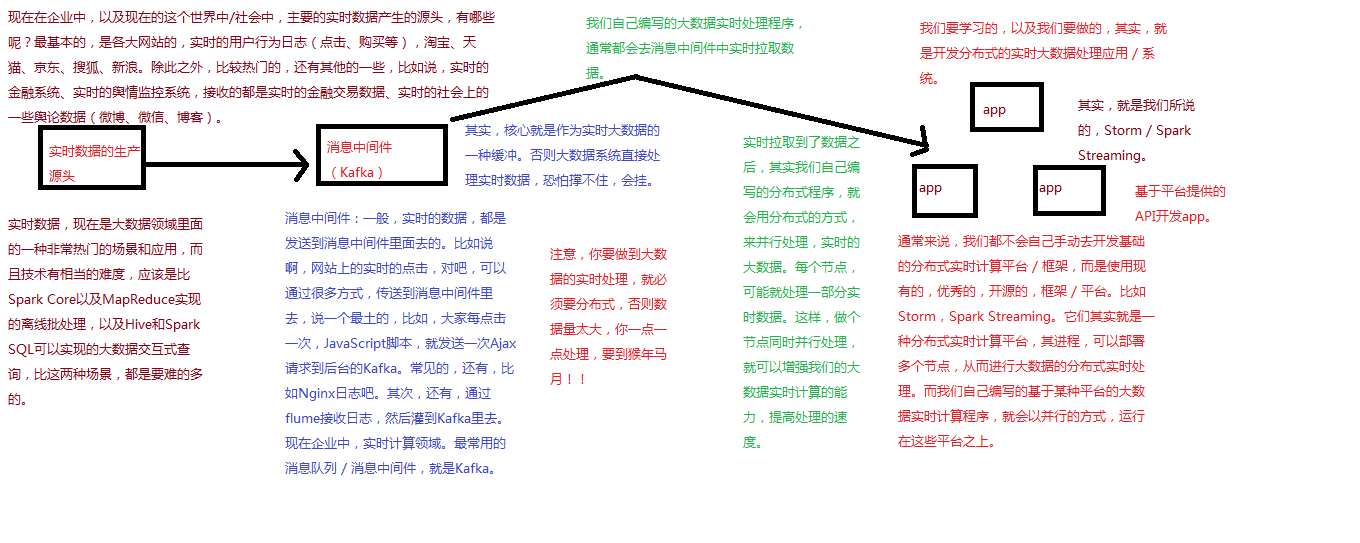 现在在企业中，以及现在的这个世界中/社会中，主要的实时数据产生的源头，有哪些
呢？最基本的，是各大网站的，实时的用户行为日志（点击、购买等），淘宝、天
猫、京东、搜狐、新浪。除此之外，比较热门的，还有其他的一些，比如说，实时的
金融系统、实时的舆情监控系统，接收的都是实时的金融交易数据、实时的社会上的
一些舆论数据（微博、微信、博客）。
实时数据的生产
源头
实时数据，现在是大数据领域里面
的一种非常热门的场景和应用，而
且技术有相当的难度，应该是比
Spark Core以及MapReduce实现
的离线批处理，以及Hive和Spark
SQL可以实现的大数据交互式查
询，比这两种场景，都是要难的多
的。
消息中间件
（Kafka）
其实，核心就是作为实时大数据的
一种缓冲。否则大数据系统直接处
理实时数据，恐怕撑不住，会挂。
消息中间件：一般，实时的数据，都是
发送到消息中间件里面去的。比如说
啊，网站上的实时的点击，对吧，可以
通过很多方式，传送到消息中间件里
去，说一个最土的，比如，大家每点击
一次，JavaScript脚本，就发送一次Ajax
请求到后台的Kafka。常见的，还有，比
如Nginx日志吧。其次，还有，通过
flume接收日志，然后灌到Kafka里去。
现在企业中，实时计算领域。最常用的
消息队列 / 消息中间件，就是Kafka。
注意，你要做到大数
据的实时处理，就必
须要分布式，否则数
据量太大，你一点一
点处理，要到猴年马
月！！
我们自己编写的大数据实时处理程序，
通常都会去消息中间件中实时拉取数
据。
实时拉取到了数据之
后，其实我们自己编
写的分布式程序，就
会用分布式的方式，
来并行处理，实时的
大数据。每个节点，
可能就处理一部分实
时数据。这样，做个
节点同时并行处理，
就可以增强我们的大
数据实时计算的能
力，提高处理的速
度。
我们要学习的，以及我们要做的，其实，就
是开发分布式的实时大数据处理应用 / 系
统。
app
其实，就是我们所说
的，Storm / Spark
Streaming。
app
app
基于平台提供的
API开发app。
通常来说，我们都不会自己手动去开发基础
的分布式实时计算平台 / 框架，而是使用现
有的，优秀的，开源的，框架 / 平台。比如
Storm，Spark Streaming。它们其实就是一
种分布式实时计算平台，其进程，可以部署
多个节点，从而进行大数据的分布式实时处
理。而我们自己编写的基于某种平台的大数
据实时计算程序，就会以并行的方式，运行
在这些平台之上。